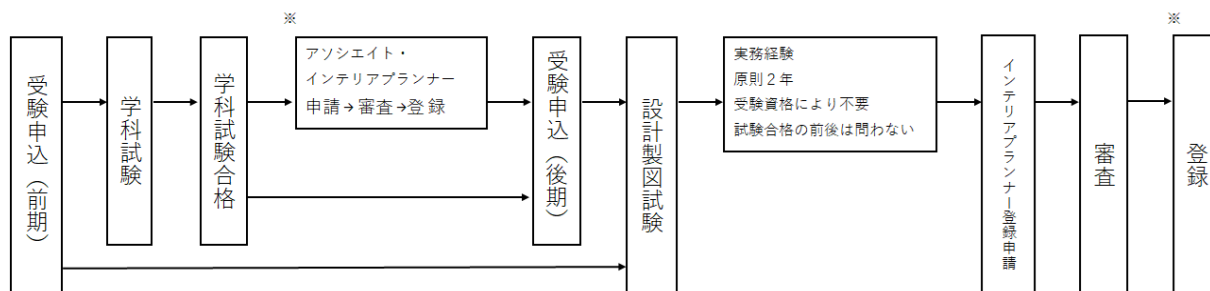 ※
※
受験申込（前期）
学科試験
学科試験合格
アソシエイト・
インテリアプランナー
申請→審査→登録
受験申込（後期）
設計製図試験
実務経験
原則２年
受験資格により不要
試験合格の前後は問わない
インテリアプランナー登録申請
審査
登録